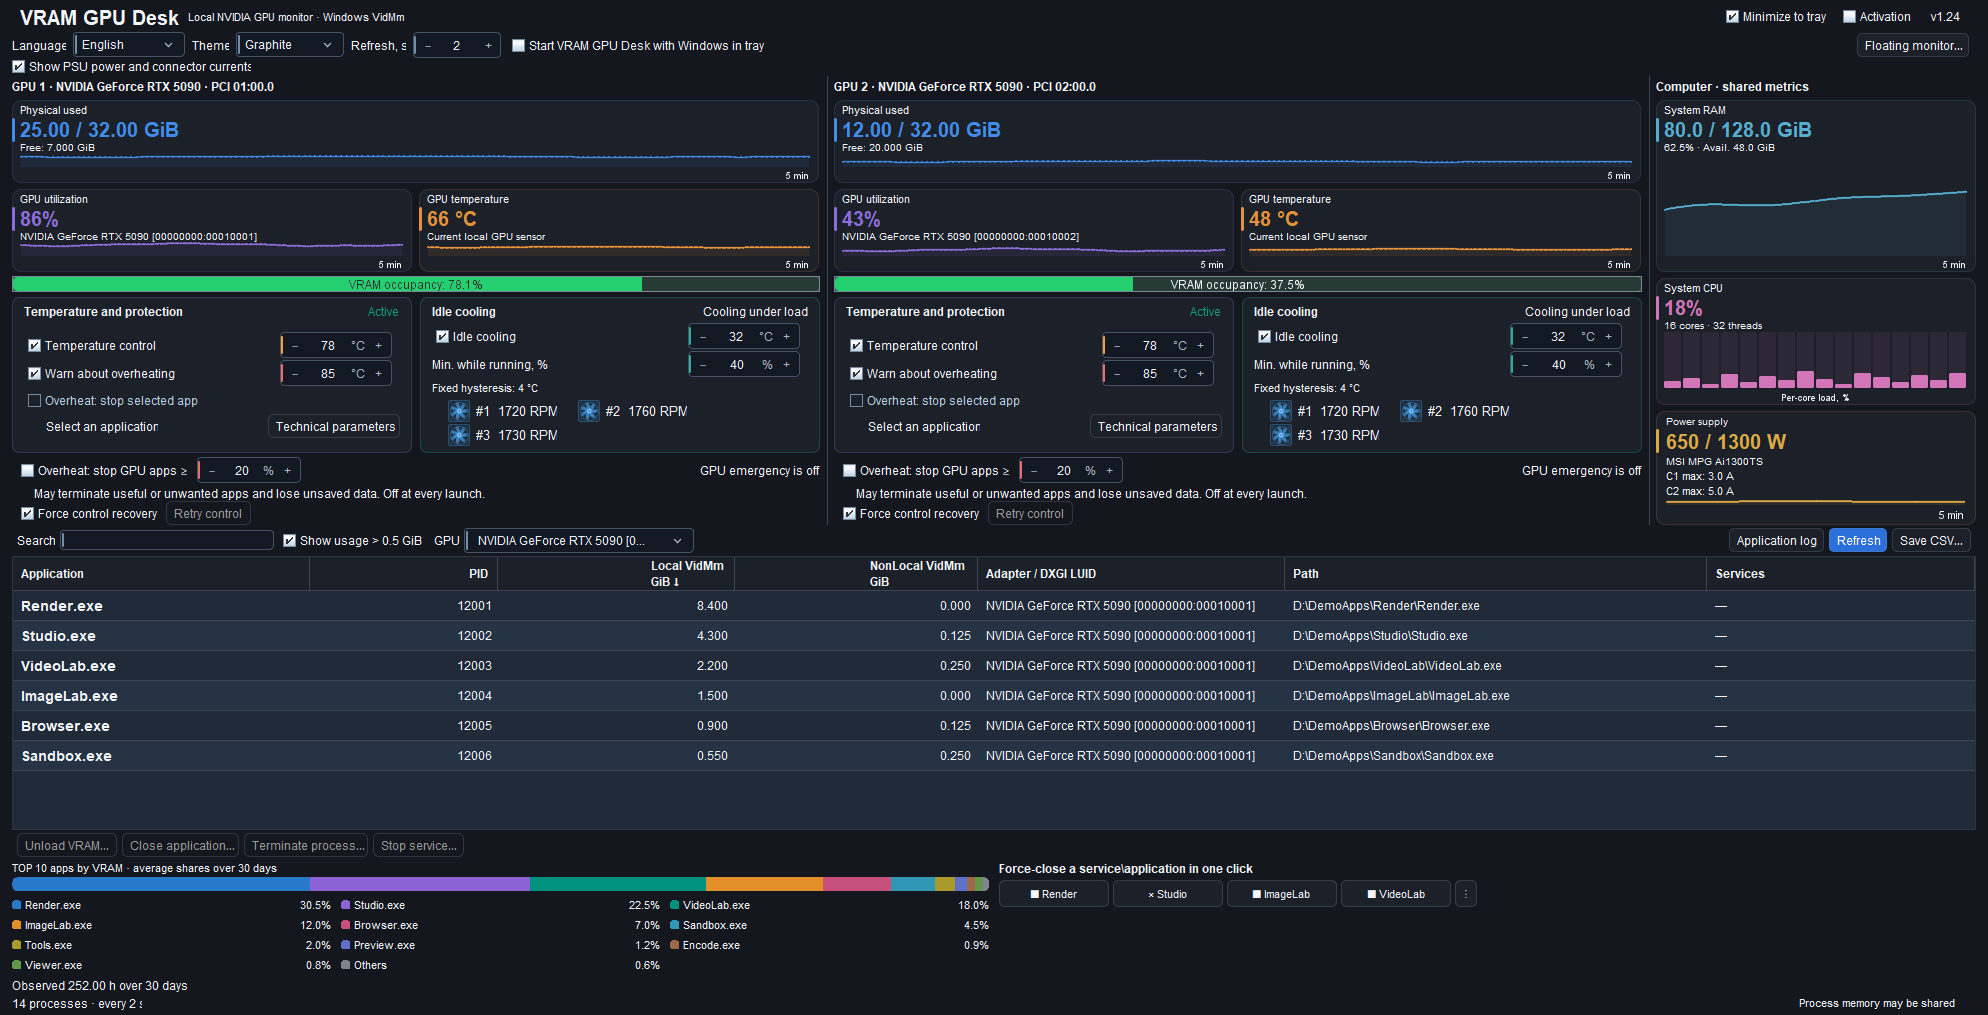 VRAM GPU Desk Local NVIDIA GPU monitor · Windows VidMm
Minimize to tray Activation v1.24
Language English Theme Graphite Refresh, s − 2 + Start VRAM GPU Desk with Windows in tray
Floating monitor...
Show PSU power and connector currents
GPU 1 · NVIDIA GeForce RTX 5090 · PCI 01:00.0
Physical used
25.00 / 32.00 GiB
Free: 7.000 GiB
5 min
GPU utilization
86%
NVIDIA GeForce RTX 5090 [00000000:00010001]
5 min
GPU temperature
66 °C
Current local GPU sensor
5 min
VRAM occupancy: 78.1%
Temperature and protection Active
Temperature control − 78 °C +
Warn about overheating − 85 °C +
Overheat: stop selected app
Select an application Technical parameters
Idle cooling Cooling under load
Idle cooling − 32 °C +
Min. while running, % − 40 % +
Fixed hysteresis: 4 °C
#1 1720 RPM #2 1760 RPM
#3 1730 RPM
Overheat: stop GPU apps ≥ − 20 % + GPU emergency is off
May terminate useful or unwanted apps and lose unsaved data. Off at every launch.
Force control recovery Retry control
GPU 2 · NVIDIA GeForce RTX 5090 · PCI 02:00.0
Physical used
12.00 / 32.00 GiB
Free: 20.000 GiB
5 min
GPU utilization
43%
NVIDIA GeForce RTX 5090 [00000000:00010002]
5 min
GPU temperature
48 °C
Current local GPU sensor
5 min
VRAM occupancy: 37.5%
Temperature and protection Active
Temperature control − 78 °C +
Warn about overheating − 85 °C +
Overheat: stop selected app
Select an application Technical parameters
Idle cooling Cooling under load
Idle cooling − 32 °C +
Min. while running, % − 40 % +
Fixed hysteresis: 4 °C
#1 1720 RPM #2 1760 RPM
#3 1730 RPM
Overheat: stop GPU apps ≥ − 20 % + GPU emergency is off
May terminate useful or unwanted apps and lose unsaved data. Off at every launch.
Force control recovery Retry control
Computer · shared metrics
System RAM
80.0 / 128.0 GiB
62.5% · Avail. 48.0 GiB
5 min
System CPU
18%
16 cores · 32 threads
Per-core load, %
Power supply
650 / 1300 W
MSI MPG Ai1300TS
C1 max: 3.0 A
C2 max: 5.0 A
5 min
Search Show usage > 0.5 GiB GPU NVIDIA GeForce RTX 5090 [0...
Application log Refresh Save CSV...
Application PID Local VidMm GiB ↓ NonLocal VidMm GiB Adapter / DXGI LUID Path Services
Render.exe 12001 8.400 0.000 NVIDIA GeForce RTX 5090 [00000000:00010001] D:\DemoApps\Render\Render.exe —
Studio.exe 12002 4.300 0.125 NVIDIA GeForce RTX 5090 [00000000:00010001] D:\DemoApps\Studio\Studio.exe —
VideoLab.exe 12003 2.200 0.250 NVIDIA GeForce RTX 5090 [00000000:00010001] D:\DemoApps\VideoLab\VideoLab.exe —
ImageLab.exe 12004 1.500 0.000 NVIDIA GeForce RTX 5090 [00000000:00010001] D:\DemoApps\ImageLab\ImageLab.exe —
Browser.exe 12005 0.900 0.125 NVIDIA GeForce RTX 5090 [00000000:00010001] D:\DemoApps\Browser\Browser.exe —
Sandbox.exe 12006 0.550 0.250 NVIDIA GeForce RTX 5090 [00000000:00010001] D:\DemoApps\Sandbox\Sandbox.exe —
Unload VRAM... Close application... Terminate process... Stop service...
TOP 10 apps by VRAM · average shares over 30 days
Render.exe 30.5% Studio.exe 22.5% VideoLab.exe 18.0%
ImageLab.exe 12.0% Browser.exe 7.0% Sandbox.exe 4.5%
Tools.exe 2.0% Preview.exe 1.2% Encode.exe 0.9%
Viewer.exe 0.8% Others 0.6%
Force-close a service\application in one click
Render × Studio ImageLab VideoLab ⋮
Observed 252.00 h over 30 days
14 processes · every 2 s
Process memory may be shared